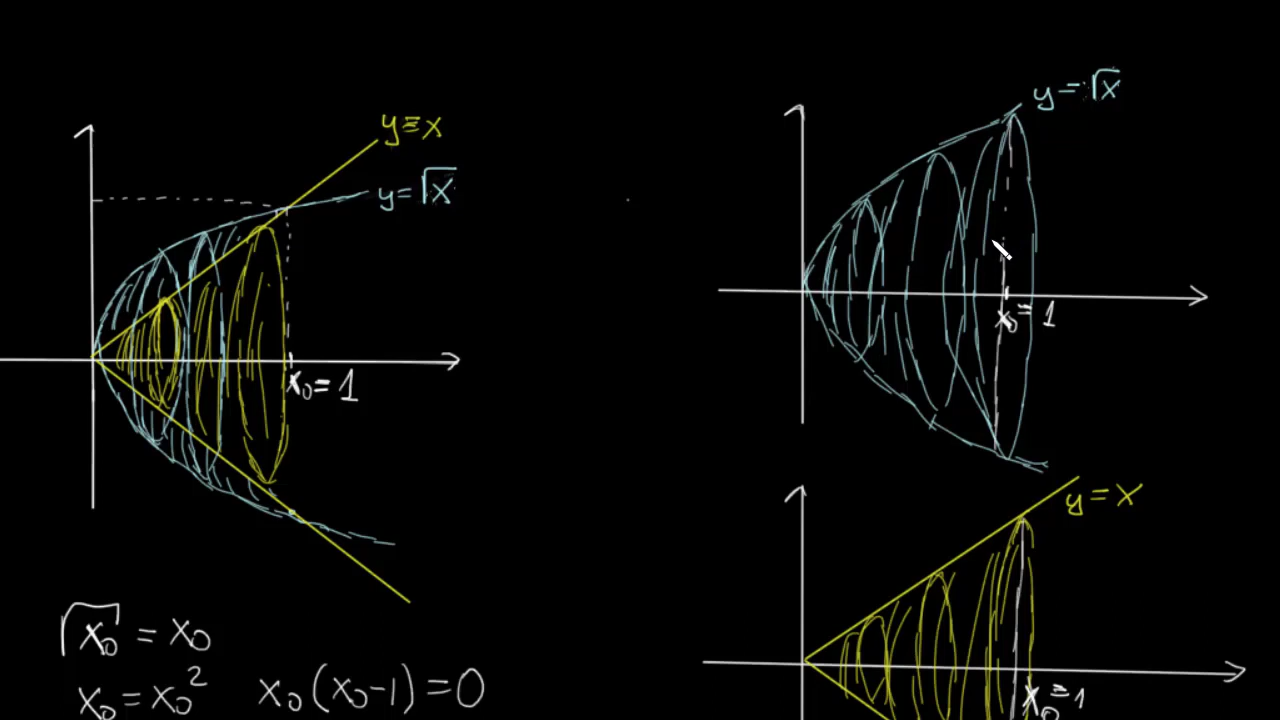 y=x
y=√x
x₀=1
√x₀ = x₀
x₀=x₀²
x₀(x₀-1)=0
y=√x
x₀=1
y=x
x₀=1